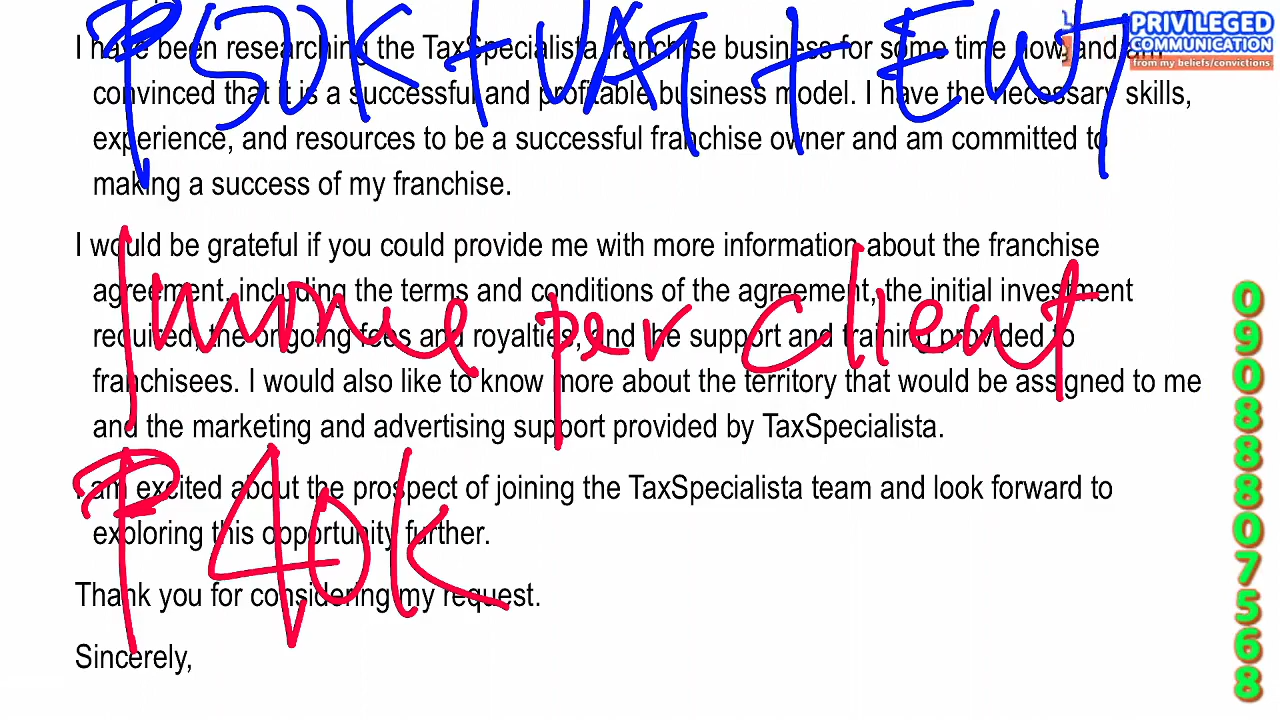 ₱50K + VAT + EWT
PRIVILEGED
COMMUNICATION
from my beliefs/convictions
I have been researching the TaxSpecialista franchise business for some time now, and am
convinced that it is a successful and profitable business model. I have the necessary skills,
experience, and resources to be a successful franchise owner and am committed to
making a success of my franchise.
I would be grateful if you could provide me with more information about the franchise
agreement, including the terms and conditions of the agreement, the initial investment
required, the ongoing fees and royalties, and the support and training provided to
franchisees. I would also like to know more about the territory that would be assigned to me
and the marketing and advertising support provided by TaxSpecialista.
Income per client
₱40K
I am excited about the prospect of joining the TaxSpecialista team and look forward to
exploring this opportunity further.
Thank you for considering my request.
Sincerely,
09088807568